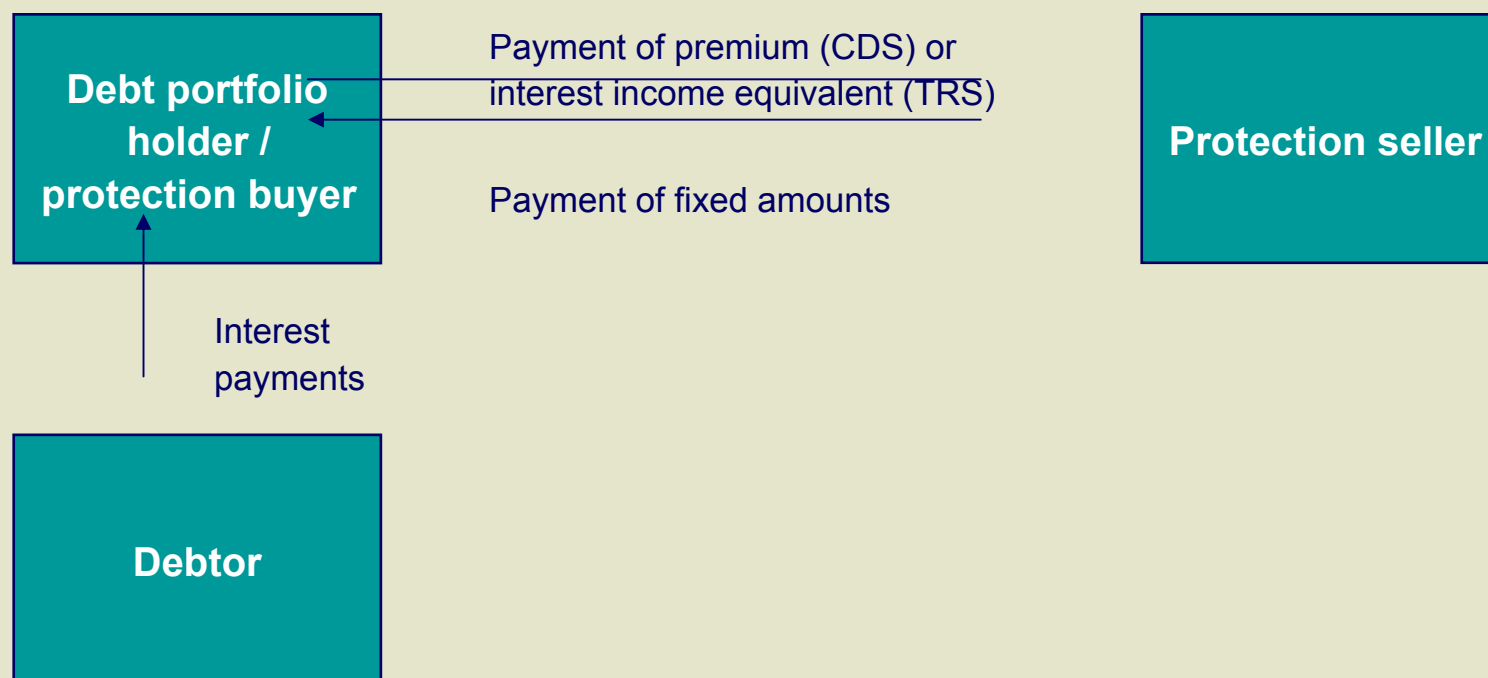 Debt portfolio
holder /
protection buyer
Payment of premium (CDS) or
interest income equivalent (TRS)
Payment of fixed amounts
Protection seller
Interest
payments
Debtor